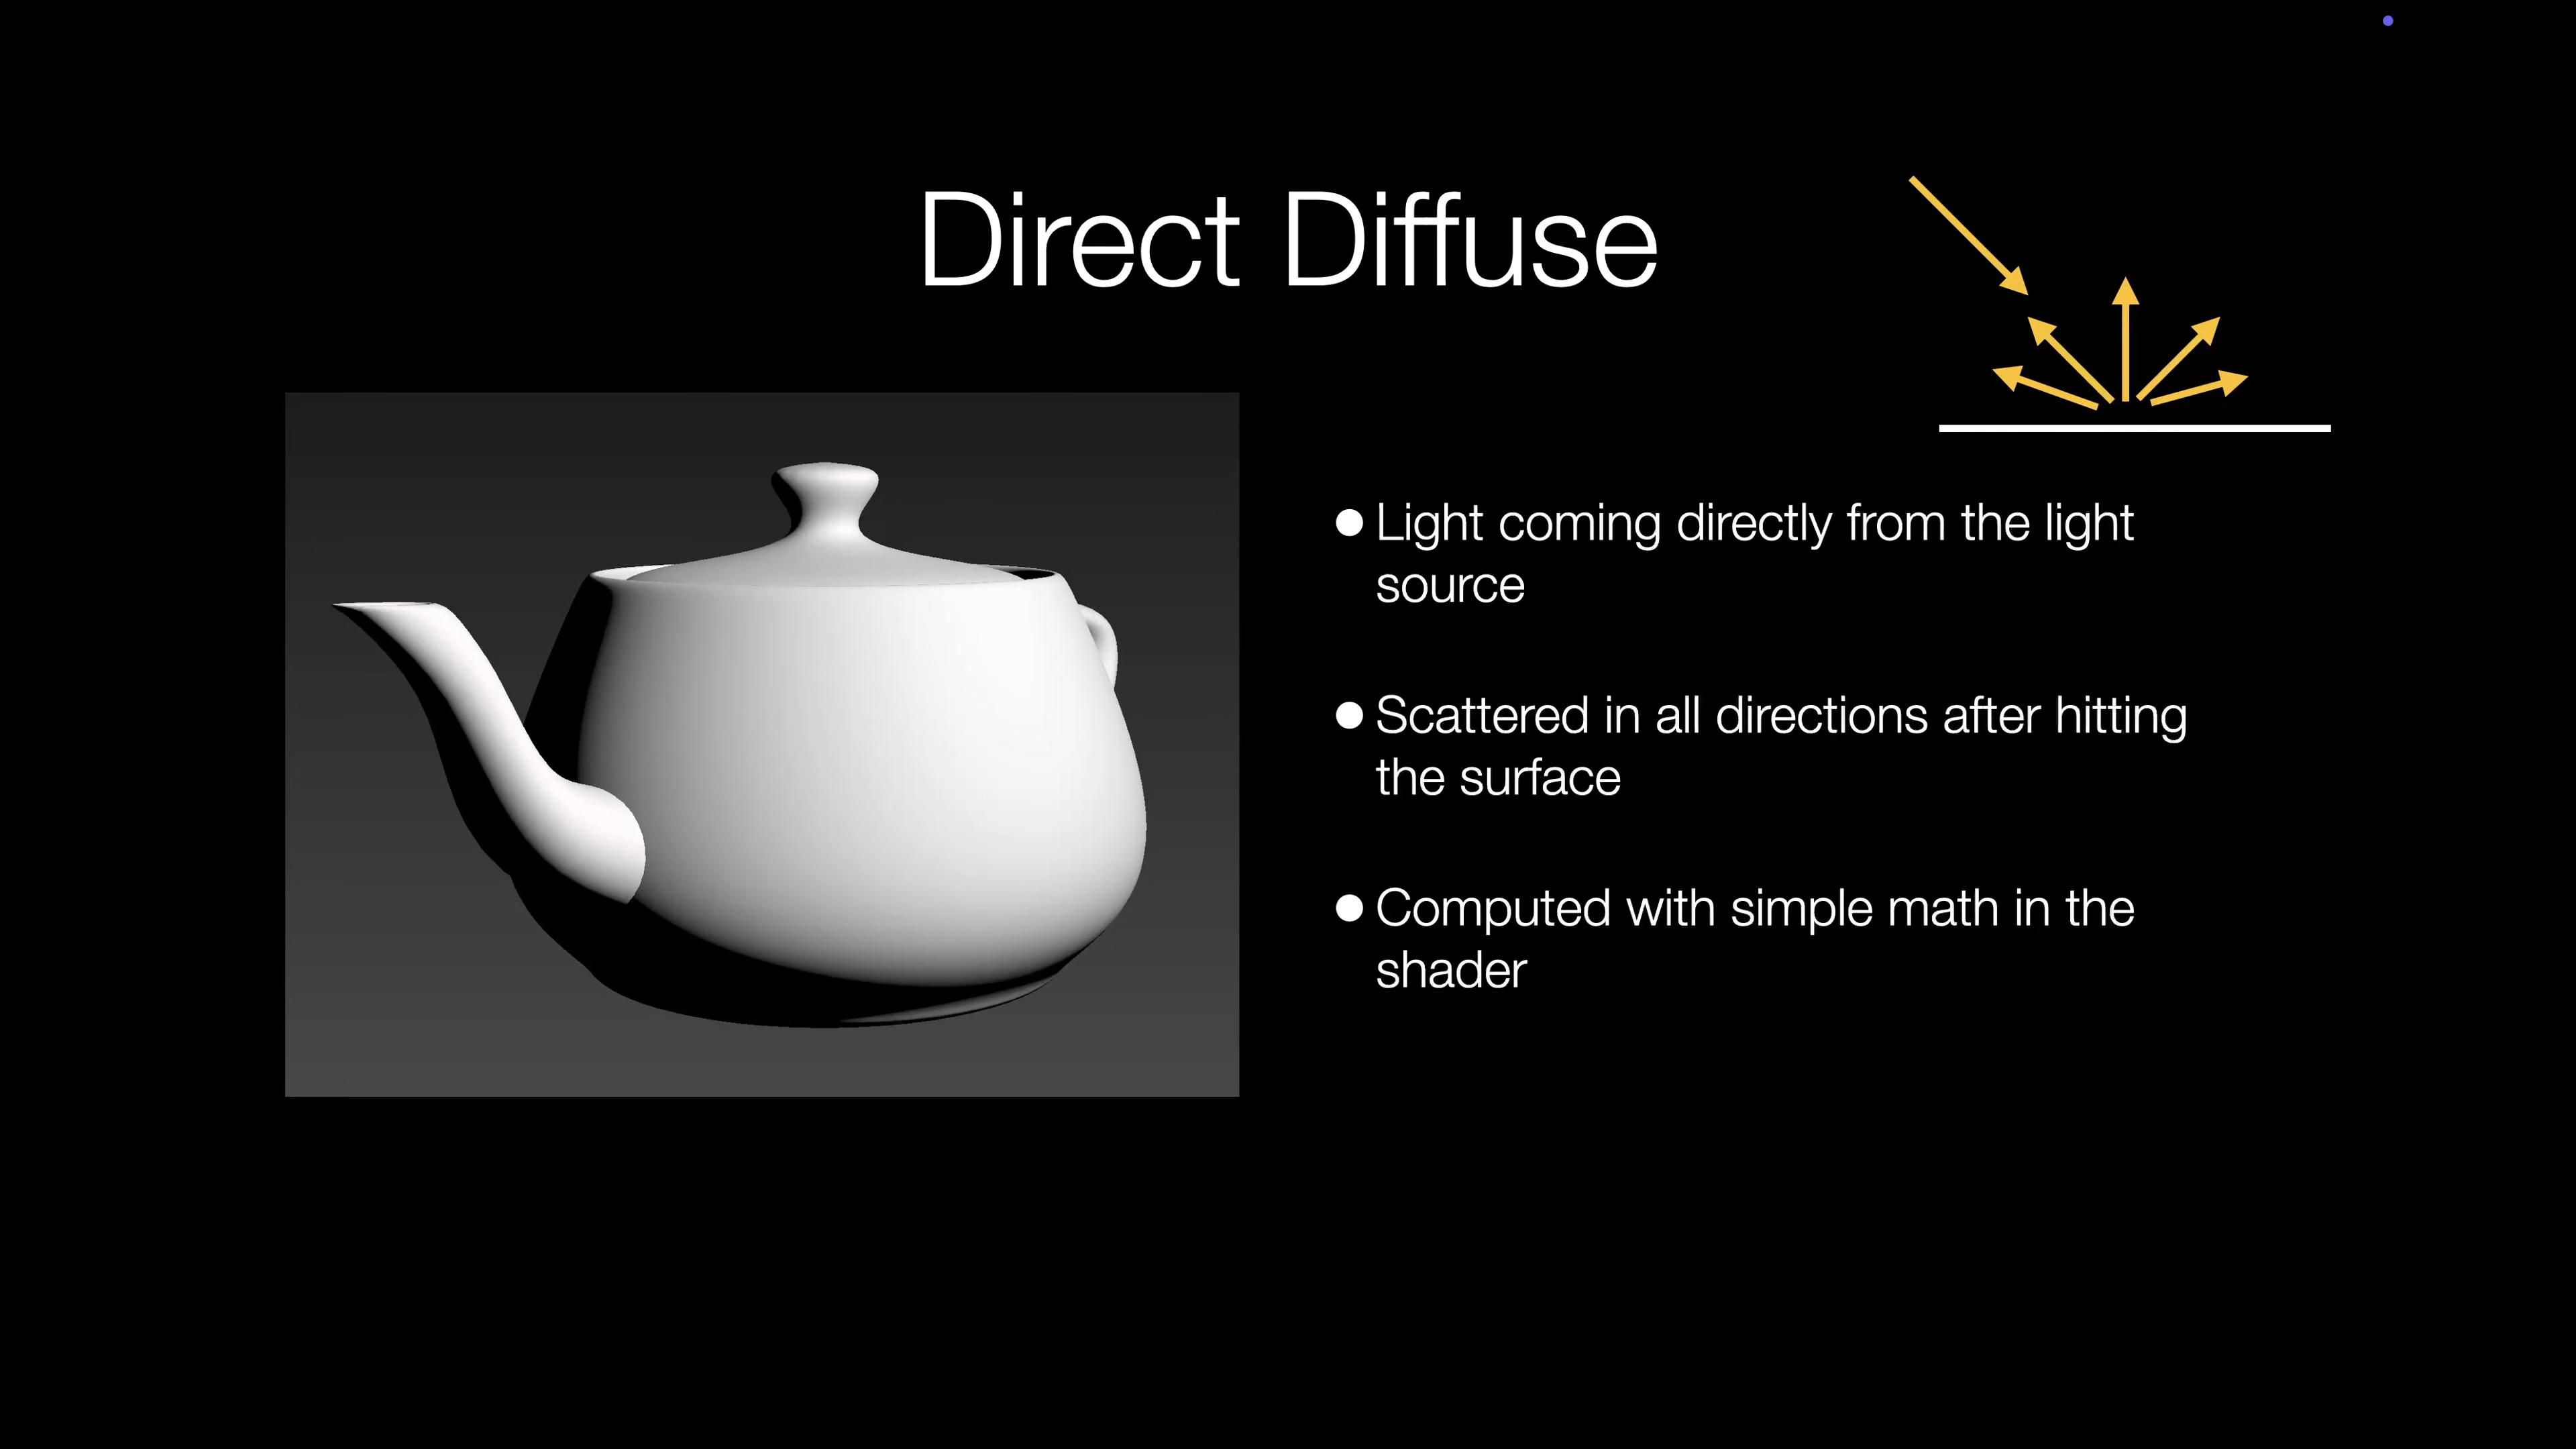 Direct Diffuse
● Light coming directly from the light
source
● Scattered in all directions after hitting
the surface
● Computed with simple math in the
shader